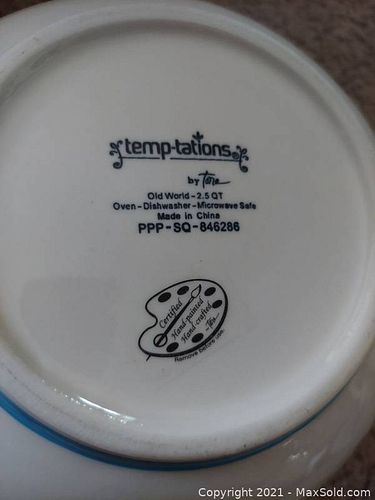 temp-tations
by Tara
Old World - 2.5 QT
Oven - Dishwasher - Microwave Safe
Made in China
PPP - SQ - 846286
Certified
Hand-painted
Hand-crafted
Tara
Remove before use.
Copyright © 2021 - MaxSold.com